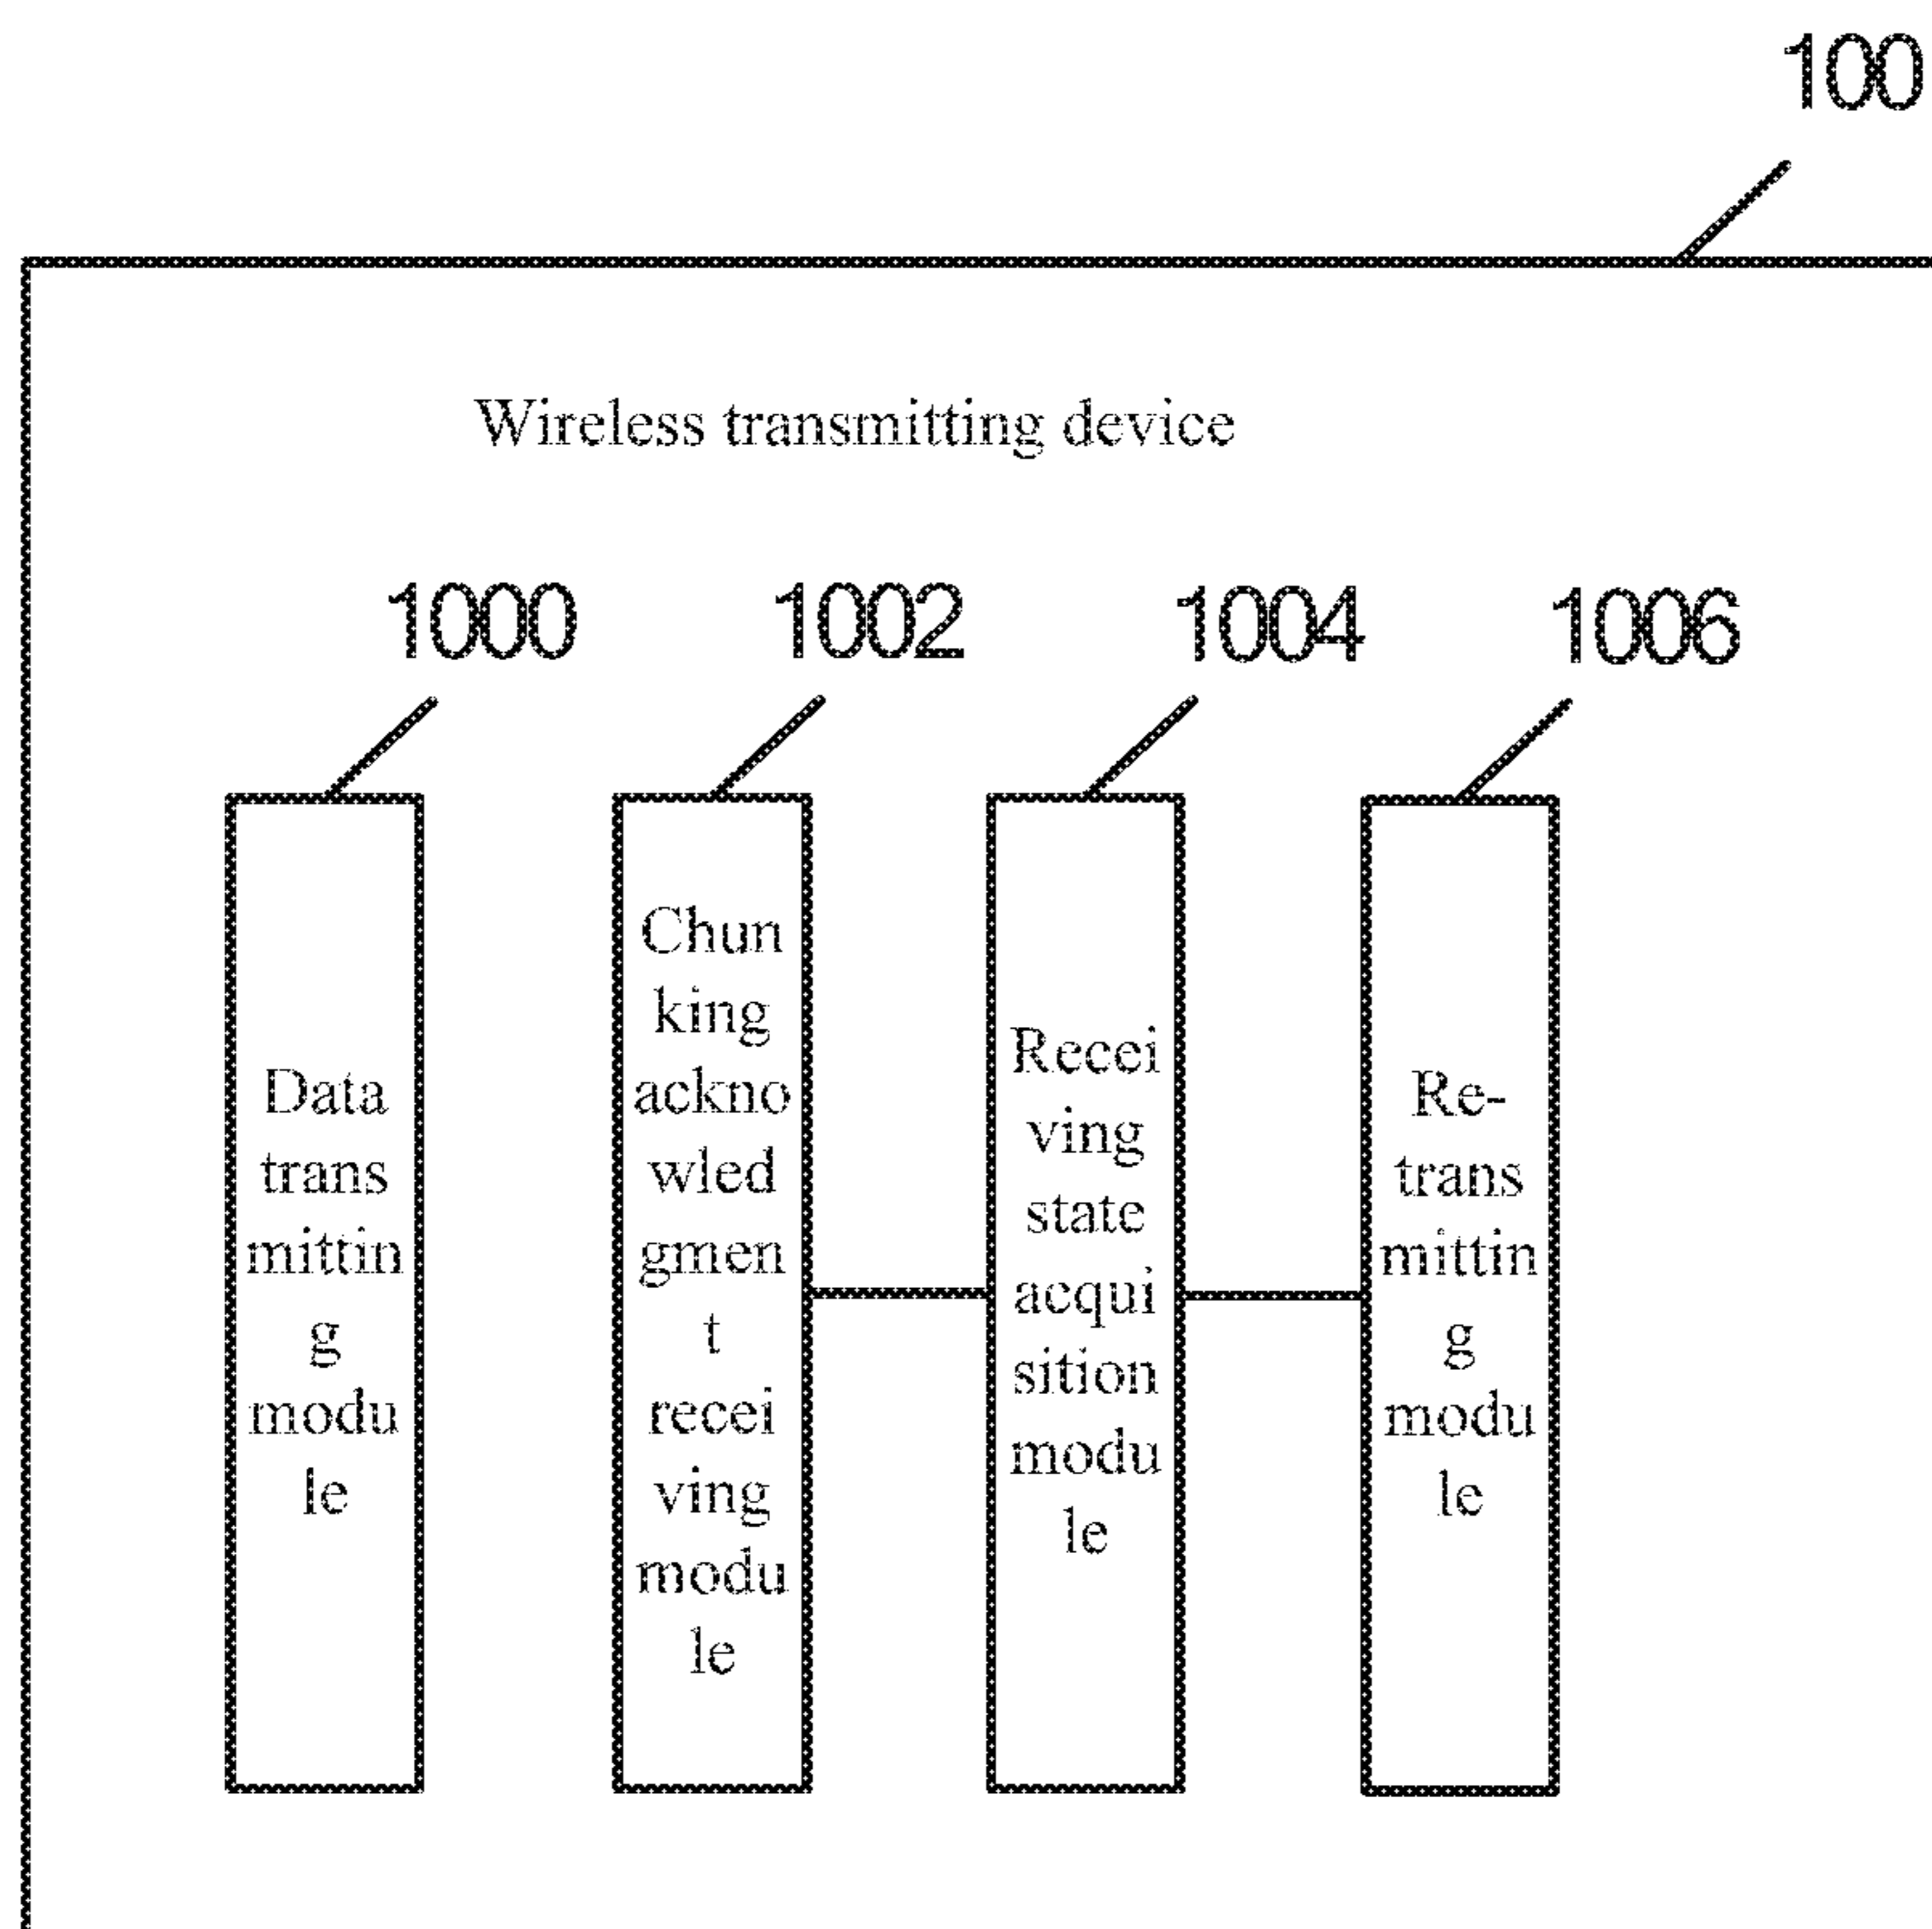 100
Wireless transmitting device
1000
1002
1004
1006
Data
trans
mittin
g
modu
le
Chun
king
ackno
wled
gmen
t
recei
ving
modu
le
Recei
ving
state
acqui
sition
modu
le
Re-
trans
mittin
g
modu
le